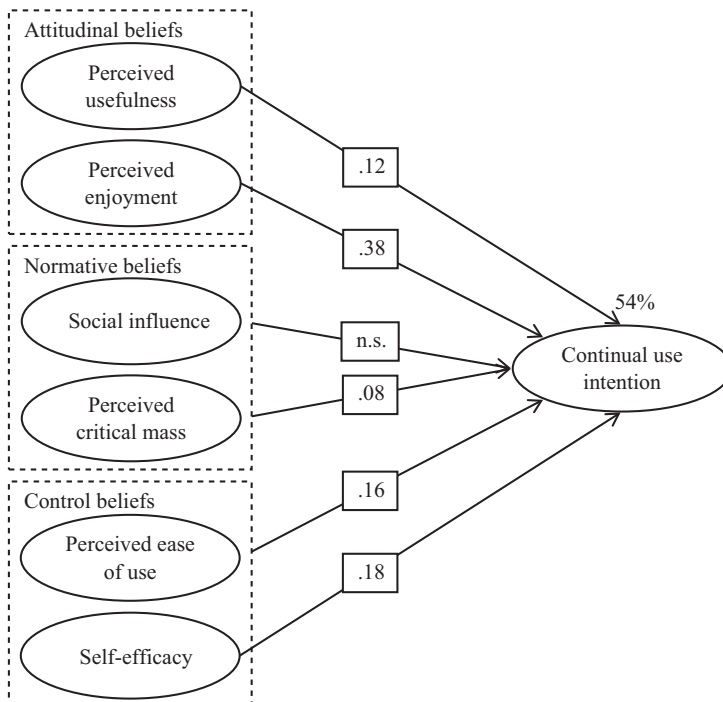 Attitudinal beliefs
Perceived
usefulness
.12
Perceived
enjoyment
.38
Normative beliefs
Social influence
n.s.
Perceived
critical mass
.08
54%
Continual use
intention
Control beliefs
Perceived ease
of use
.16
Self-efficacy
.18